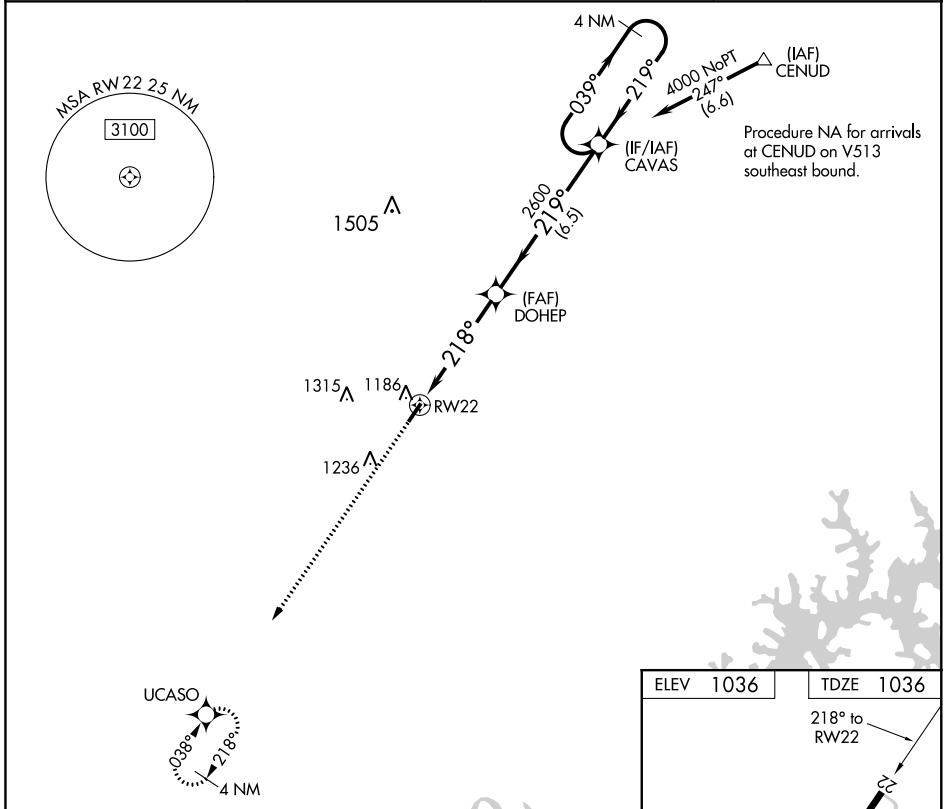 MSA RW 22 25 NM
3100
4 NM
039°
219°
4000 NoPT
247°
(6.6)
(IAF)
CENUD
Procedure NA for arrivals
at CENUD on V513
southeast bound.
(IF/IAF)
CAVAS
2600
219°
(6.5)
1505
(FAF)
DOHEP
218°
1315
1186
RW22
1236
UCASO
038°
218°
4 NM
ELEV 1036
TDZE 1036
218° to
RW22
22